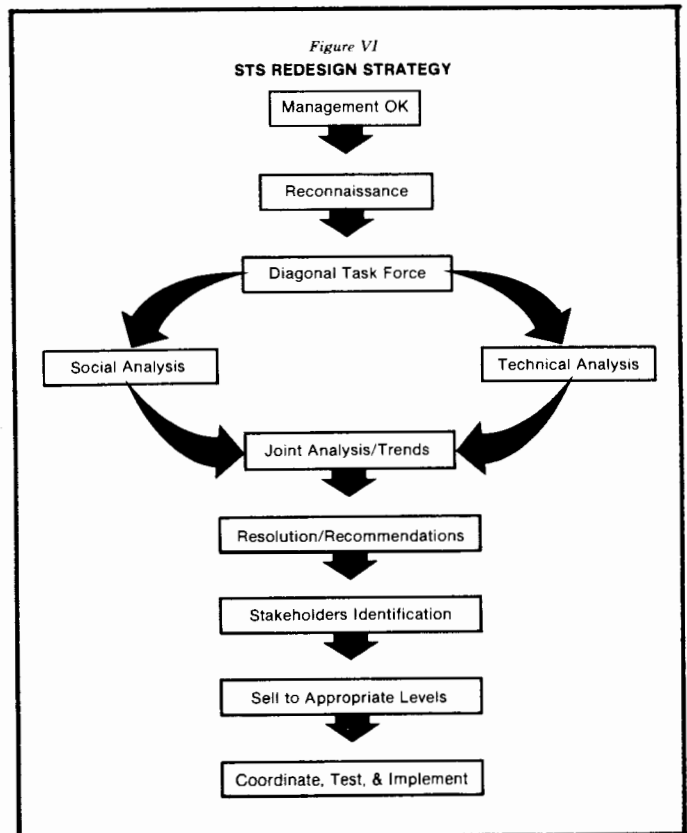 Figure VI
STS REDESIGN STRATEGY
Management OK
Reconnaissance
Diagonal Task Force
Social Analysis
Technical Analysis
Joint Analysis/Trends
Resolution/Recommendations
Stakeholders Identification
Sell to Appropriate Levels
Coordinate, Test, & Implement